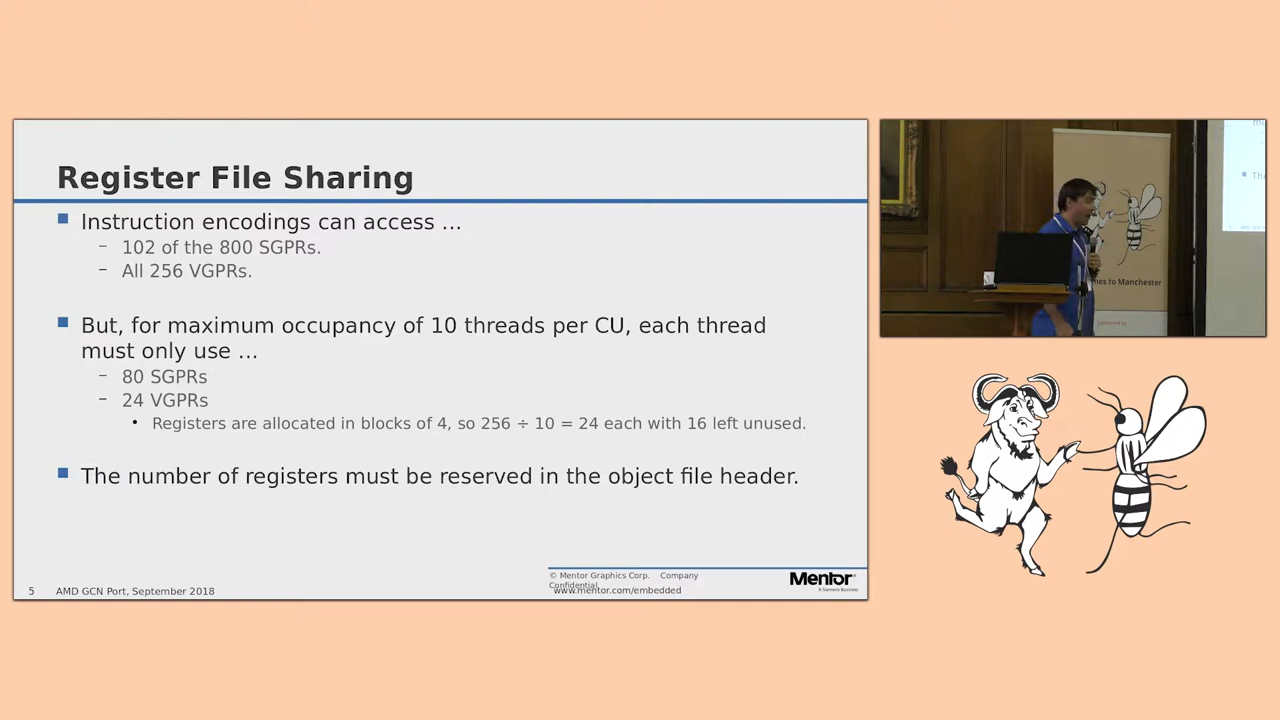 Register File Sharing
Instruction encodings can access ...
– 102 of the 800 SGPRs.
– All 256 VGPRs.
But, for maximum occupancy of 10 threads per CU, each thread
must only use ...
– 80 SGPRs
– 24 VGPRs
• Registers are allocated in blocks of 4, so 256 ÷ 10 = 24 each with 16 left unused.
The number of registers must be reserved in the object file header.
5 AMD GCN Port, September 2018
© Mentor Graphics Corp. Company
Confidential
www.mentor.com/embedded
Mentor
A Siemens Business
to Manchester